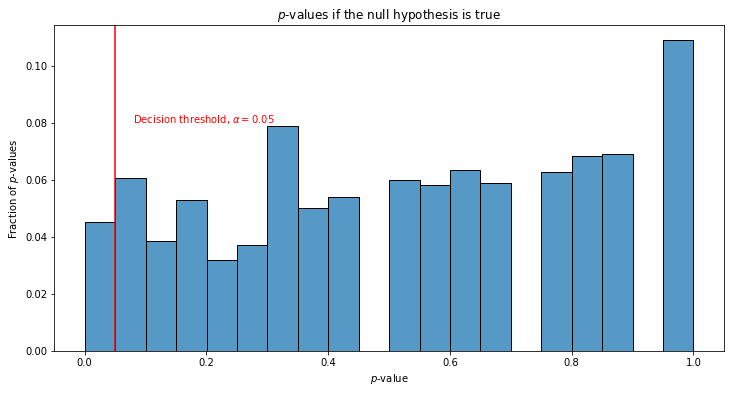 p-values if the null hypothesis is true
Decision threshold, α = 0.05
Fraction of p-values
0.10
0.08
0.06
0.04
0.02
0.00
0.0 0.2 0.4 0.6 0.8 1.0
p-value